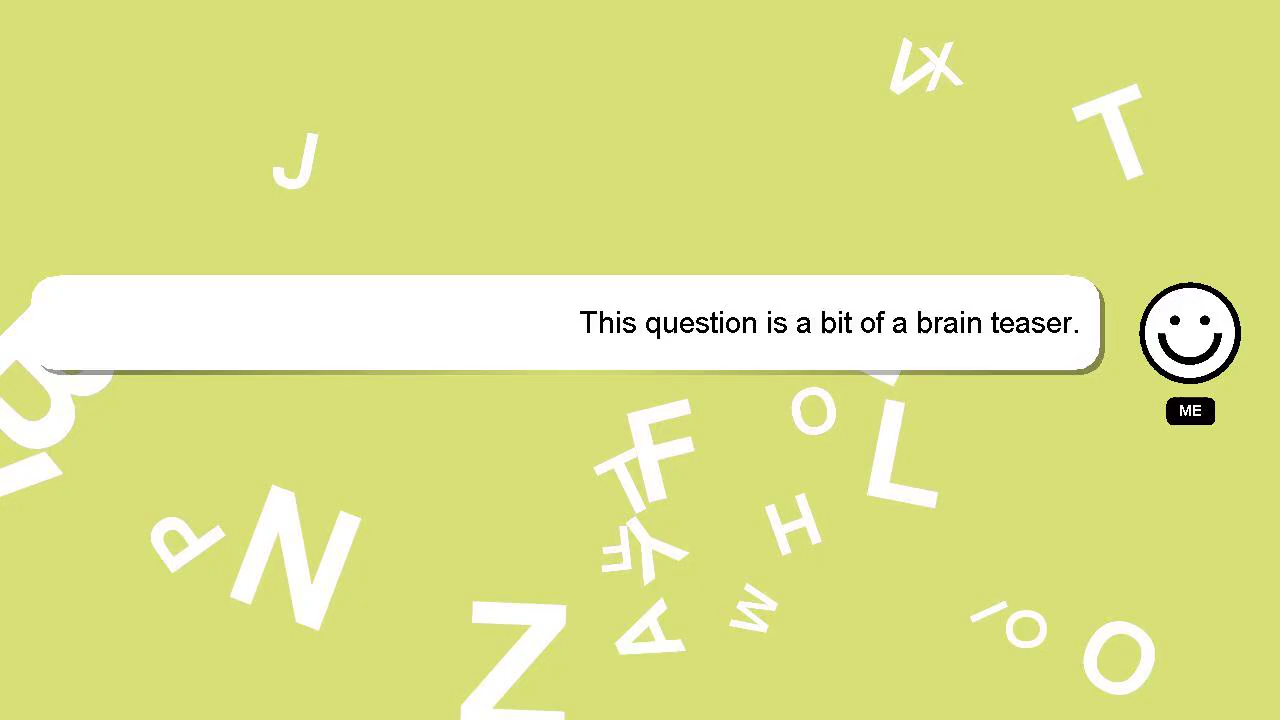 V X
T
J
This question is a bit of a brain teaser.
ME
F
O
L
T
P
N
H
F
Y
M
A
I
O
O
Z